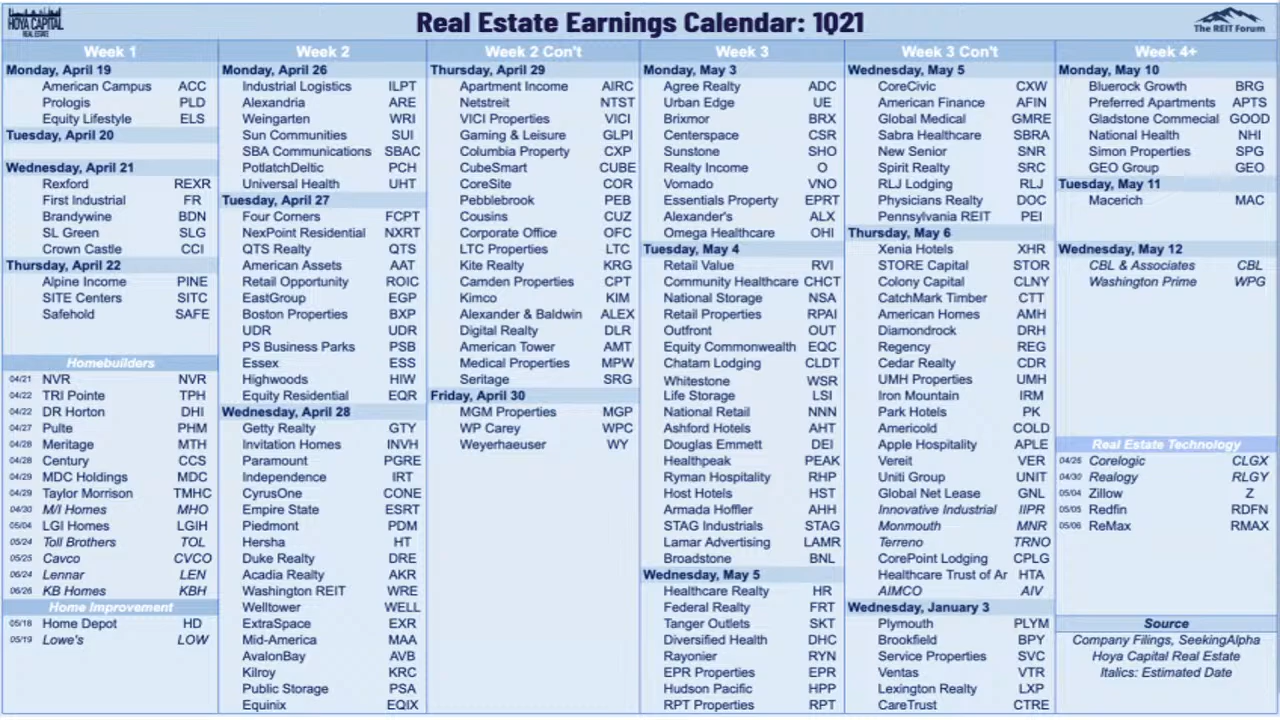 HOYA CAPITAL
REAL ESTATE
Real Estate Earnings Calendar: 1Q21
The REIT Forum
Week 1
Monday, April 19
American Campus ACC
Prologis PLD
Equity Lifestyle ELS
Tuesday, April 20
Wednesday, April 21
Rexford REXR
First Industrial FR
Brandywine BDN
SL Green SLG
Crown Castle CCI
Thursday, April 22
Alpine Income PINE
SITE Centers SITC
Safehold SAFE
Homebuilders
04/21 NVR NVR
04/22 TRI Pointe TPH
04/22 DR Horton DHI
04/27 Pulte PHM
04/28 Meritage MTH
04/28 Century CCS
04/29 MDC Holdings MDC
04/29 Taylor Morrison TMHC
04/30 M/I Homes MHO
05/04 LGI Homes LGIH
05/24 Toll Brothers TOL
05/25 Cavco CVCO
06/24 Lennar LEN
06/26 KB Homes KBH
Home Improvement
05/18 Home Depot HD
05/19 Lowe's LOW
Week 2
Monday, April 26
Industrial Logistics ILPT
Alexandria ARE
Weingarten WRI
Sun Communities SUI
SBA Communications SBAC
PotlatchDeltic PCH
Universal Health UHT
Tuesday, April 27
Four Corners FCPT
NexPoint Residential NXRT
QTS Realty QTS
American Assets AAT
Retail Opportunity ROIC
EastGroup EGP
Boston Properties BXP
UDR UDR
PS Business Parks PSB
Essex ESS
Highwoods HIW
Equity Residential EQR
Wednesday, April 28
Getty Realty GTY
Invitation Homes INVH
Paramount PGRE
Independence IRT
CyrusOne CONE
Empire State ESRT
Piedmont PDM
Hersha HT
Duke Realty DRE
Acadia Realty AKR
Washington REIT WRE
Welltower WELL
ExtraSpace EXR
Mid-America MAA
AvalonBay AVB
Kilroy KRC
Public Storage PSA
Equinix EQIX
Week 2 Con't
Thursday, April 29
Apartment Income AIRC
Netstreit NTST
VICI Properties VICI
Gaming & Leisure GLPI
Columbia Property CXP
CubeSmart CUBE
CoreSite COR
Pebblebrook PEB
Cousins CUZ
Corporate Office OFC
LTC Properties LTC
Kite Realty KRG
Camden Properties CPT
Kimco KIM
Alexander & Baldwin ALEX
Digital Realty DLR
American Tower AMT
Medical Properties MPW
Seritage SRG
Friday, April 30
MGM Properties MGP
WP Carey WPC
Weyerhaeuser WY
Week 3
Monday, May 3
Agree Realty ADC
Urban Edge UE
Brixmor BRX
Centerspace CSR
Sunstone SHO
Realty Income O
Vornado VNO
Essentials Property EPRT
Alexander's ALX
Omega Healthcare OHI
Tuesday, May 4
Retail Value RVI
Community Healthcare CHCT
National Storage NSA
Retail Properties RPAI
Outfront OUT
Equity Commonwealth EQC
Chatam Lodging CLDT
Whitestone WSR
Life Storage LSI
National Retail NNN
Ashford Hotels AHT
Douglas Emmett DEI
Healthpeak PEAK
Ryman Hospitality RHP
Host Hotels HST
Armada Hoffler AHH
STAG Industrials STAG
Lamar Advertising LAMR
Broadstone BNL
Wednesday, May 5
Healthcare Realty HR
Federal Realty FRT
Tanger Outlets SKT
Diversified Health DHC
Rayonier RYN
EPR Properties EPR
Hudson Pacific HPP
RPT Properties RPT
Week 3 Con't
Wednesday, May 5
CoreCivic CXW
American Finance AFIN
Global Medical GMRE
Sabra Healthcare SBRA
New Senior SNR
Spirit Realty SRC
RLJ Lodging RLJ
Physicians Realty DOC
Pennsylvania REIT PEI
Thursday, May 6
Xenia Hotels XHR
STORE Capital STOR
Colony Capital CLNY
CatchMark Timber CTT
American Homes AMH
Diamondrock DRH
Regency REG
Cedar Realty CDR
UMH Properties UMH
Iron Mountain IRM
Park Hotels PK
Americold COLD
Apple Hospitality APLE
Vereit VER
Uniti Group UNIT
Global Net Lease GNL
Innovative Industrial IIPR
Monmouth MNR
Terreno TRNO
CorePoint Lodging CPLG
Healthcare Trust of Ar HTA
AIMCO AIV
Wednesday, January 3
Plymouth PLYM
Brookfield BPY
Service Properties SVC
Ventas VTR
Lexington Realty LXP
CareTrust CTRE
Week 4+
Monday, May 10
Bluerock Growth BRG
Preferred Apartments APTS
Gladstone Commecial GOOD
National Health NHI
Simon Properties SPG
GEO Group GEO
Tuesday, May 11
Macerich MAC
Wednesday, May 12
CBL & Associates CBL
Washington Prime WPG
Real Estate Technology
04/26 Corelogic CLGX
04/30 Realogy RLGY
05/04 Zillow Z
05/05 Redfin RDFN
05/06 ReMax RMAX
Source
Company Filings, SeekingAlpha
Hoya Capital Real Estate
Italics: Estimated Date